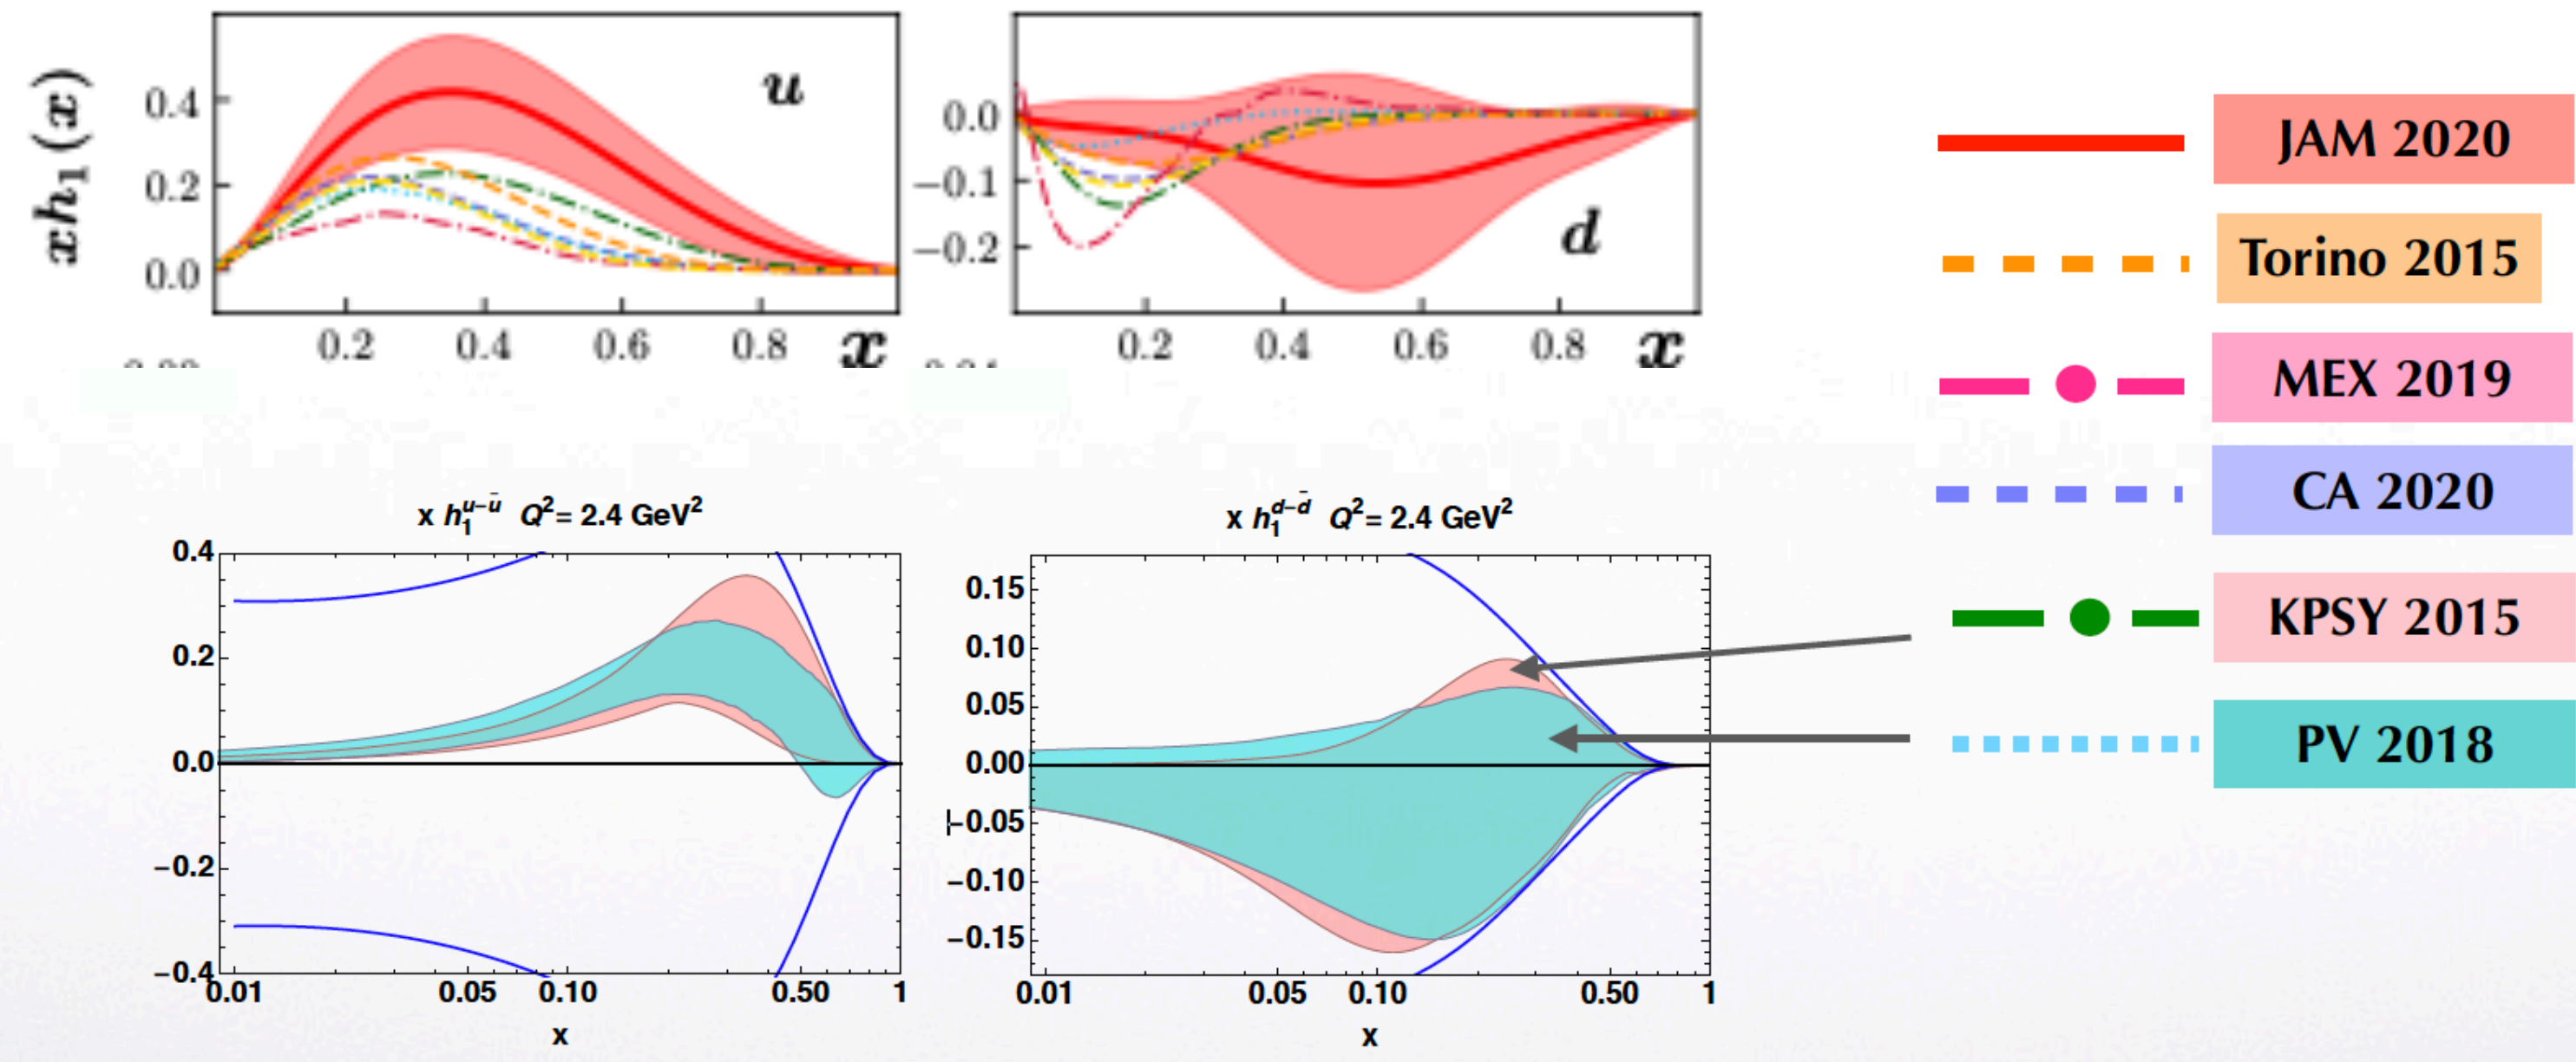 xh₁(x)
u
0.4
0.2
0.0
0.2 0.4 0.6 0.8 x
d
0.0
−0.1
−0.2
0.2 0.4 0.6 0.8 x
x h₁^{u−ū} Q²= 2.4 GeV²
0.4
0.2
0.0
−0.2
−0.4
0.01 0.05 0.10 0.50 1
x
x h₁^{d−d̄} Q²= 2.4 GeV²
0.15
0.10
0.05
0.00
−0.05
−0.10
−0.15
0.01 0.05 0.10 0.50 1
x
JAM 2020
Torino 2015
MEX 2019
CA 2020
KPSY 2015
PV 2018